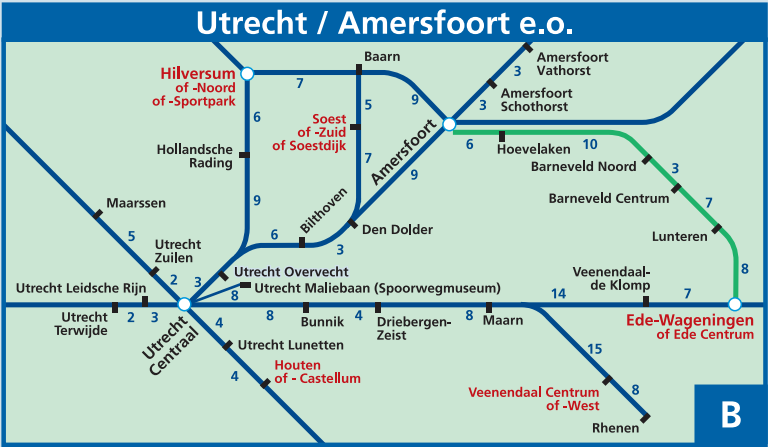 Utrecht / Amersfoort e.o.
Baarn
Amersfoort
Vathorst
3
Hilversum
of -Noord
of -Sportpark
7
5
9
3
Amersfoort
Schothorst
6
Soest
of -Zuid
of Soestdijk
Amersfoort
6
Hoevelaken
10
Hollandsche
Rading
7
9
Barneveld Noord
3
Barneveld Centrum
Maarssen
9
Bilthoven
7
5
6
3
Den Dolder
Lunteren
Utrecht
Zuilen
2
3
Utrecht Overvecht
8
Utrecht Leidsche Rijn
8
Utrecht Maliebaan (Spoorwegmuseum)
Veenendaal-
de Klomp
14
7
Utrecht
Terwijde
2
3
Utrecht
Centraal
4
8
Bunnik
4
Driebergen-
Zeist
8
Maarn
Ede-Wageningen
of Ede Centrum
Utrecht Lunetten
15
4
Houten
of - Castellum
Veenendaal Centrum
of -West
8
Rhenen
B